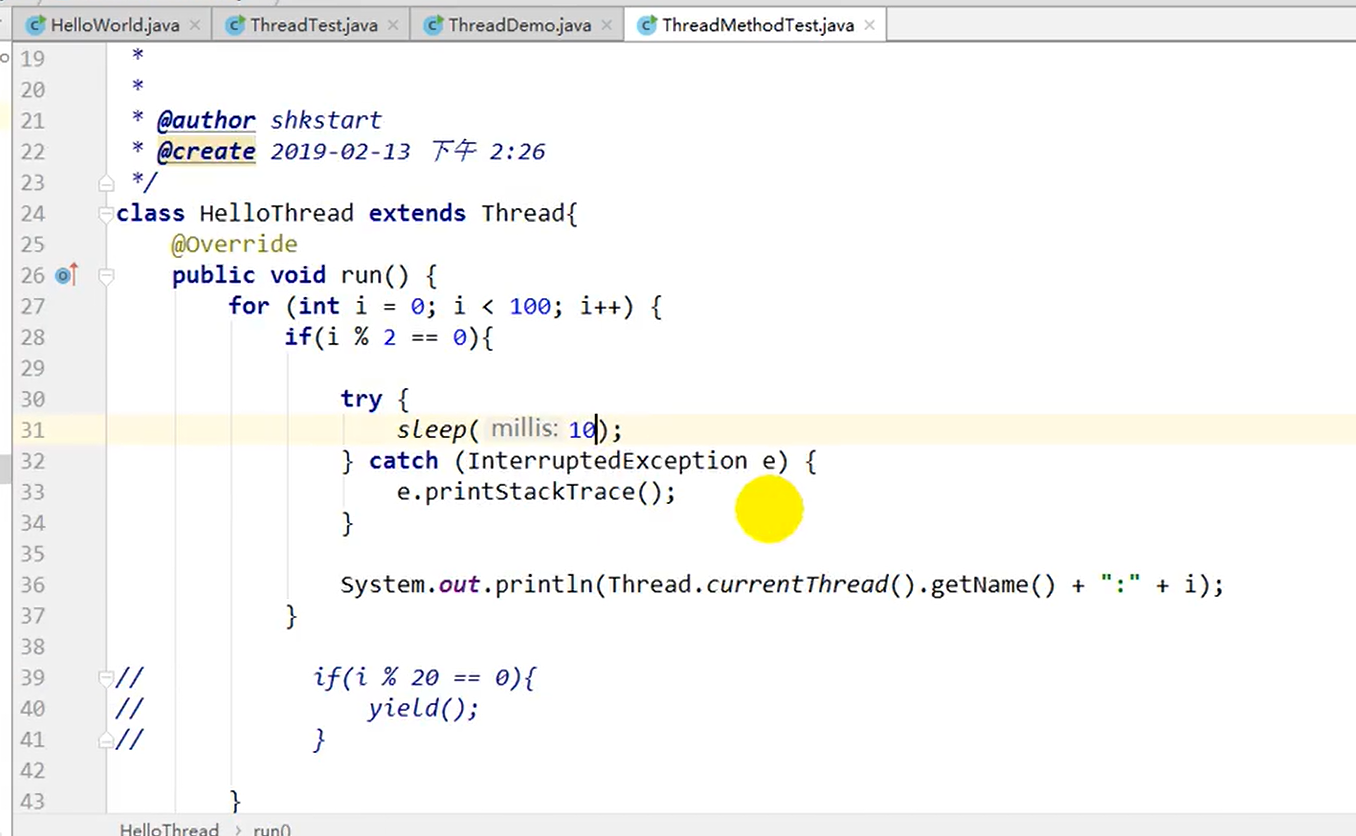 HelloWorld.java ThreadTest.java ThreadDemo.java ThreadMethodTest.java
19 *
20 *
21 * @author shkstart
22 * @create 2019-02-13 下午 2:26
23 */
24 class HelloThread extends Thread{
25 @Override
26 public void run() {
27 for (int i = 0; i < 100; i++) {
28 if(i % 2 == 0){
29
30 try {
31 sleep( millis: 10);
32 } catch (InterruptedException e) {
33 e.printStackTrace();
34 }
35
36 System.out.println(Thread.currentThread().getName() + ":" + i);
37 }
38
39 // if(i % 20 == 0){
40 // yield();
41 // }
42
43 }
HelloThread › run()